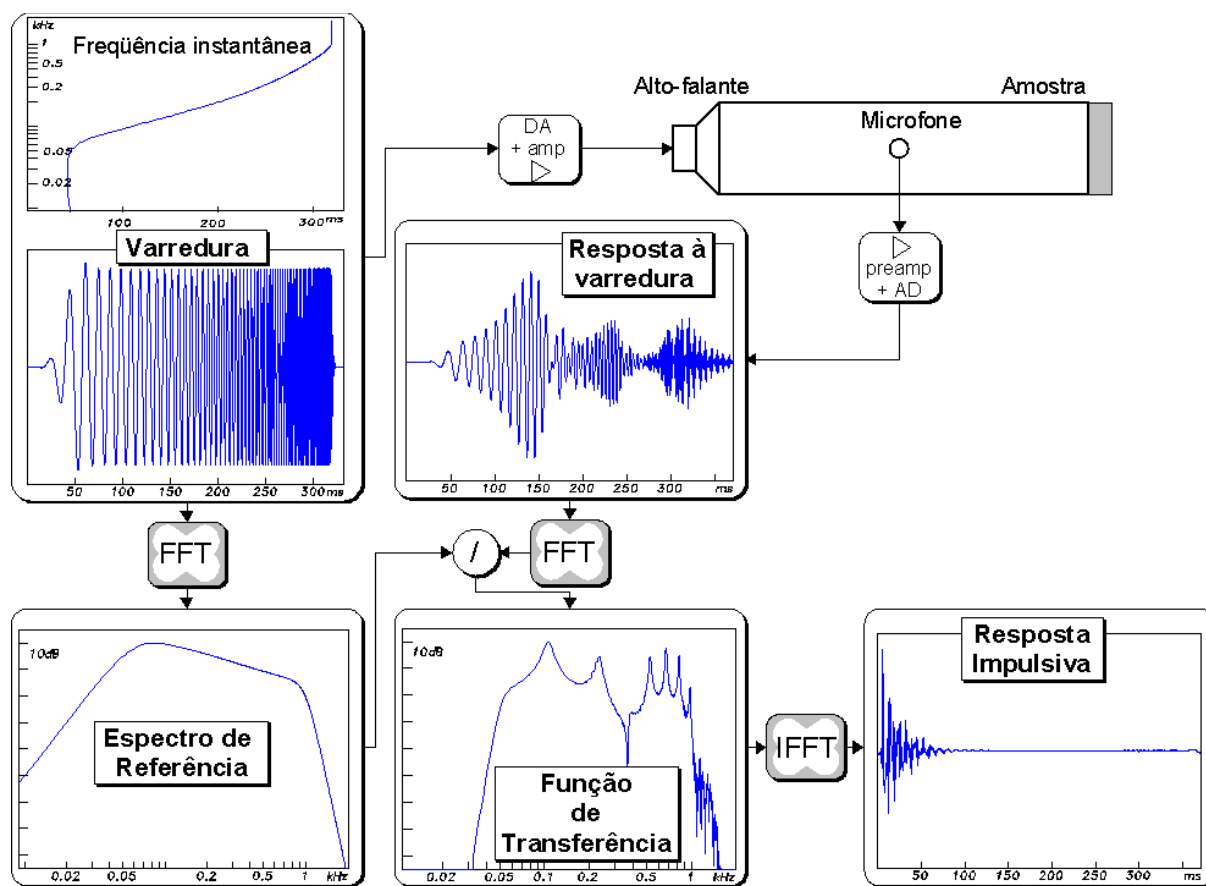 kHz
Freqüência instantânea
1
0.5
0.2
0.05
0.02
100 200 300 ms
Varredura
50 100 150 200 250 300 ms
DA
+ amp
Alto-falante
Amostra
Microfone
preamp
+ AD
Resposta à
varredura
50 100 150 200 250 300 ms
FFT
/
FFT
10dB
Espectro de
Referência
0.02 0.05 0.2 0.5 1 kHz
10dB
Função
de
Transferência
0.02 0.05 0.1 0.2 0.5 1 kHz
IFFT
Resposta
Impulsiva
50 100 150 200 250 300 ms